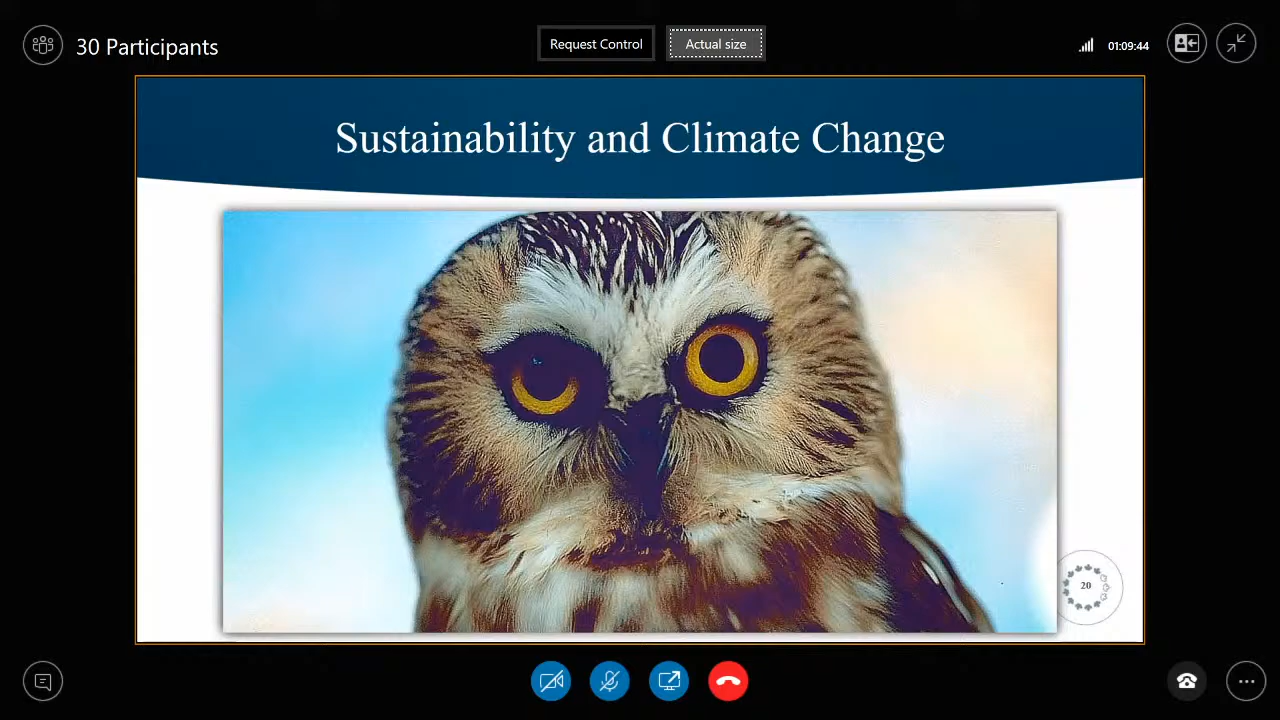 30 Participants
Request Control
Actual size
01:09:44
Sustainability and Climate Change
20